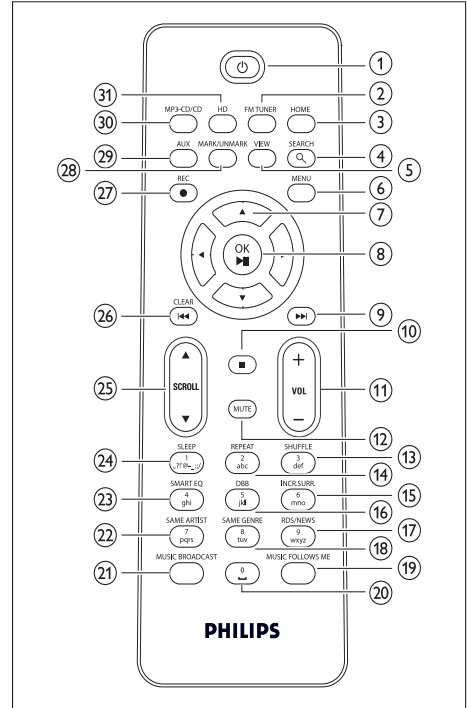 1
31 2
MP3-CD/CD HD FM TUNER HOME
30 3
AUX MARK/UNMARK VIEW SEARCH
29 4
28 5
REC MENU
27 6
7
OK
8
CLEAR
26 9
10
SCROLL + VOL −
25 11
MUTE
12
SLEEP REPEAT SHUFFLE
24 1 2 3 13
.,?!'@-_:;/ abc def
14
SMART EQ DBB INCR.SURR.
23 4 5 6 15
ghi jkl mno
16
SAME ARTIST SAME GENRE RDS/NEWS
22 7 8 9 17
pqrs tuv wxyz
18
MUSIC BROADCAST MUSIC FOLLOWS ME
21 0 19
20
PHILIPS